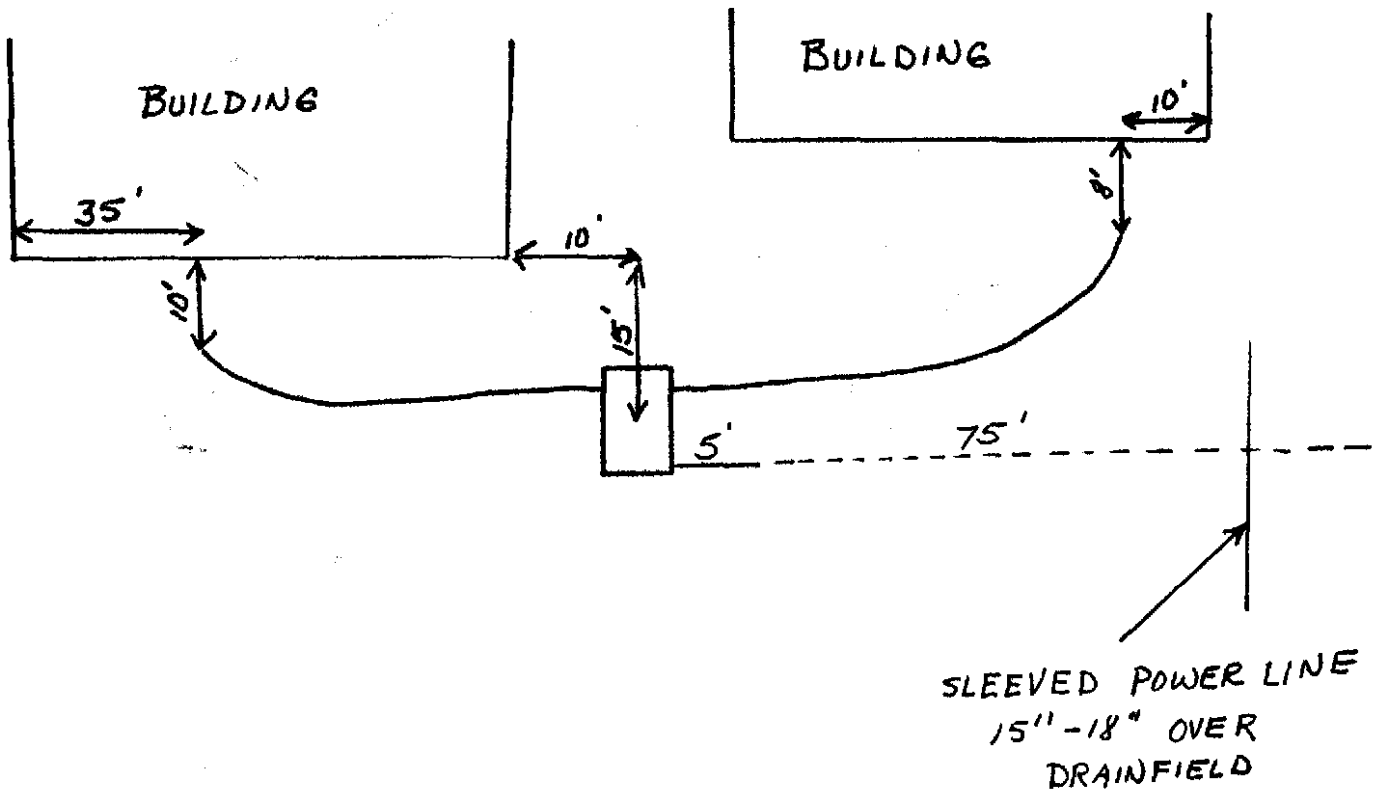 BUILDING
BUILDING
10'
35'
8'
10'
10'
15'
5'
75'
SLEEVED POWER LINE
15"-18" OVER
DRAINFIELD